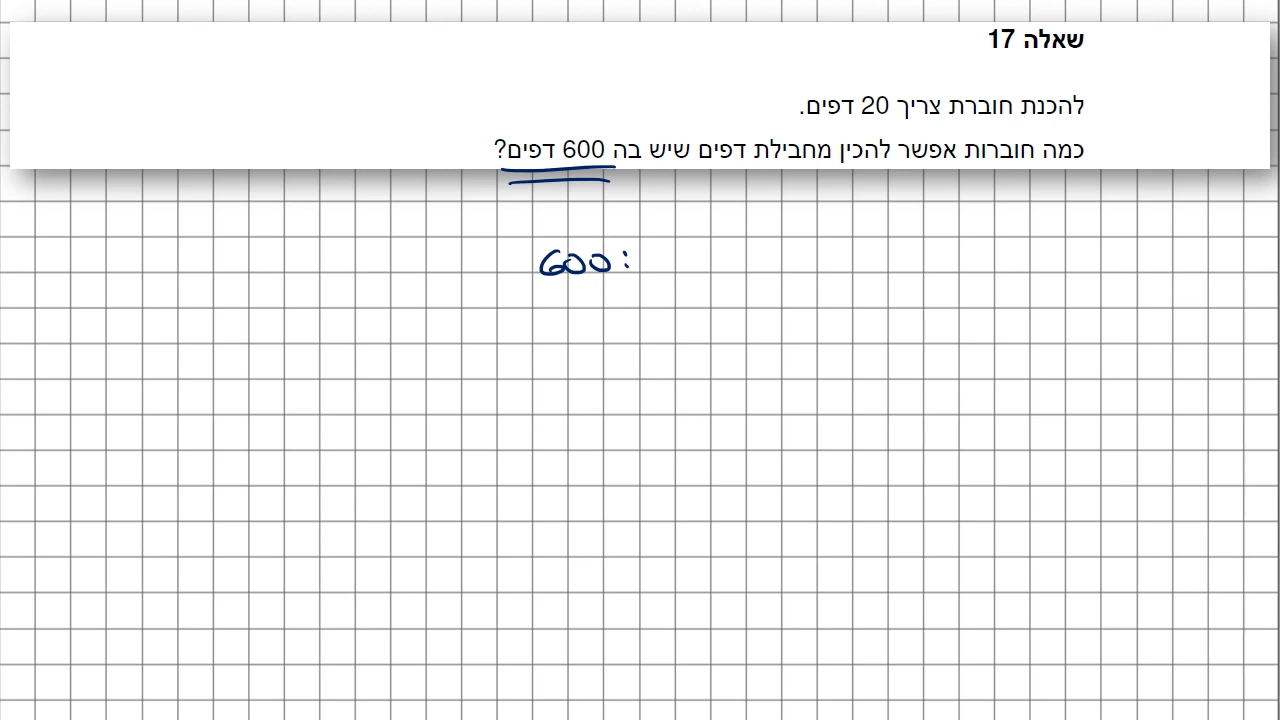 שאלה 17
להכנת חוברת צריך 20 דפים.
כמה חוברות אפשר להכין מחבילת דפים שיש בה 600 דפים?
600: